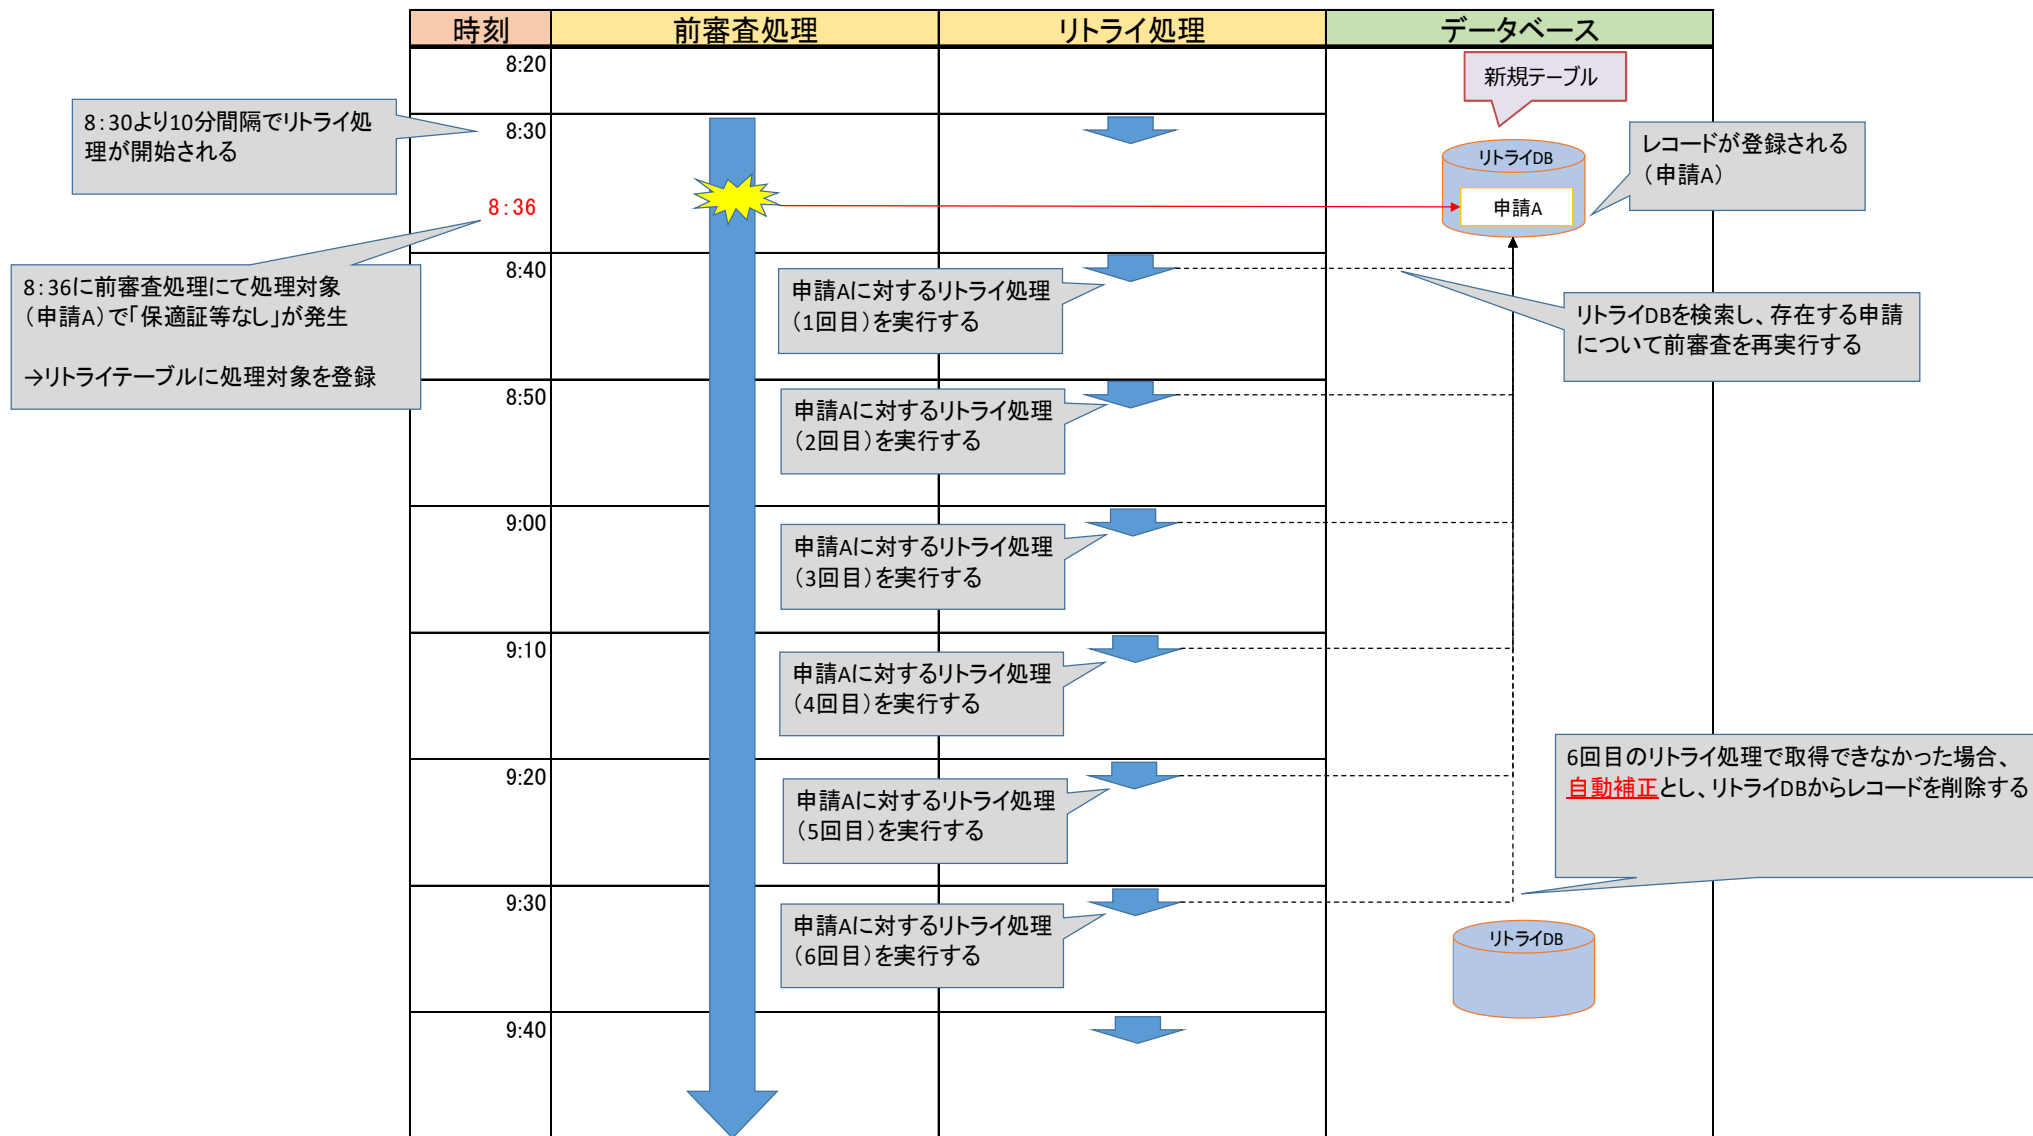 時刻
前審査処理
リトライ処理
データベース
8:20
新規テーブル
8:30より10分間隔でリトライ処
理が開始される
8:30
レコードが登録される
（申請A）
リトライDB
申請A
8:36
8:36に前審査処理にて処理対象
（申請A）で「保適証等なし」が発生
→リトライテーブルに処理対象を登録
8:40
申請Aに対するリトライ処理
（1回目）を実行する
リトライDBを検索し、存在する申請
について前審査を再実行する
8:50
申請Aに対するリトライ処理
（2回目）を実行する
9:00
申請Aに対するリトライ処理
（3回目）を実行する
9:10
申請Aに対するリトライ処理
（4回目）を実行する
9:20
申請Aに対するリトライ処理
（5回目）を実行する
6回目のリトライ処理で取得できなかった場合、
自動補正とし、リトライDBからレコードを削除する
9:30
申請Aに対するリトライ処理
（6回目）を実行する
リトライDB
9:40